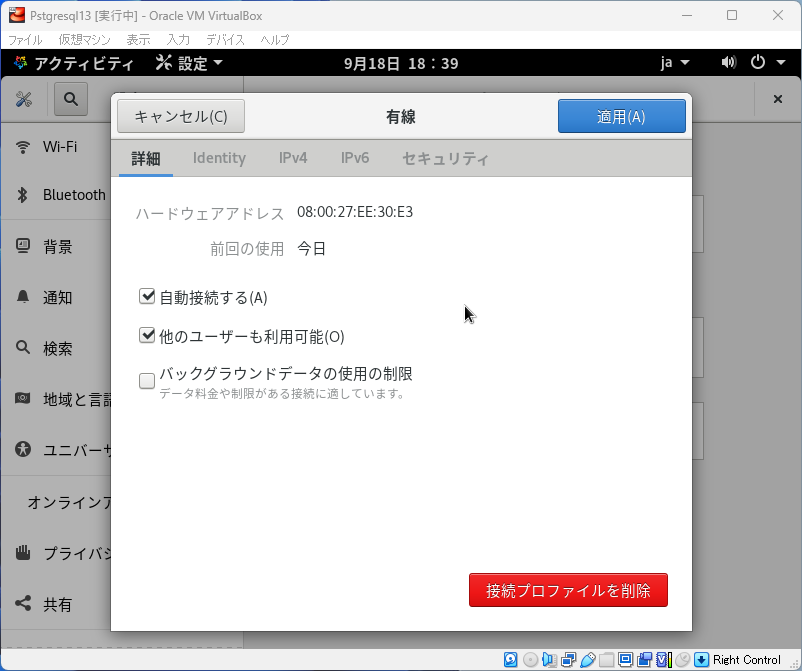 Pstgresql13 [実行中] - Oracle VM VirtualBox
ファイル 仮想マシン 表示 入力 デバイス ヘルプ
アクティビティ 設定 9月18日 18：39 ja
キャンセル(C) 有線 適用(A)
詳細 Identity IPv4 IPv6 セキュリティ
Wi-Fi
Bluetooth
背景
通知
検索
地域と言語
ユニバーサ
オンラインア
プライバシ
共有
ハードウェアアドレス 08:00:27:EE:30:E3
前回の使用 今日
自動接続する(A)
他のユーザーも利用可能(O)
バックグラウンドデータの使用の制限
データ料金や制限がある接続に適しています。
接続プロファイルを削除
Right Control